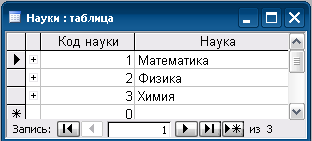 Науки : таблица
Код науки Наука
+ 1 Математика
+ 2 Физика
+ 3 Химия
0
Запись: 1 из 3